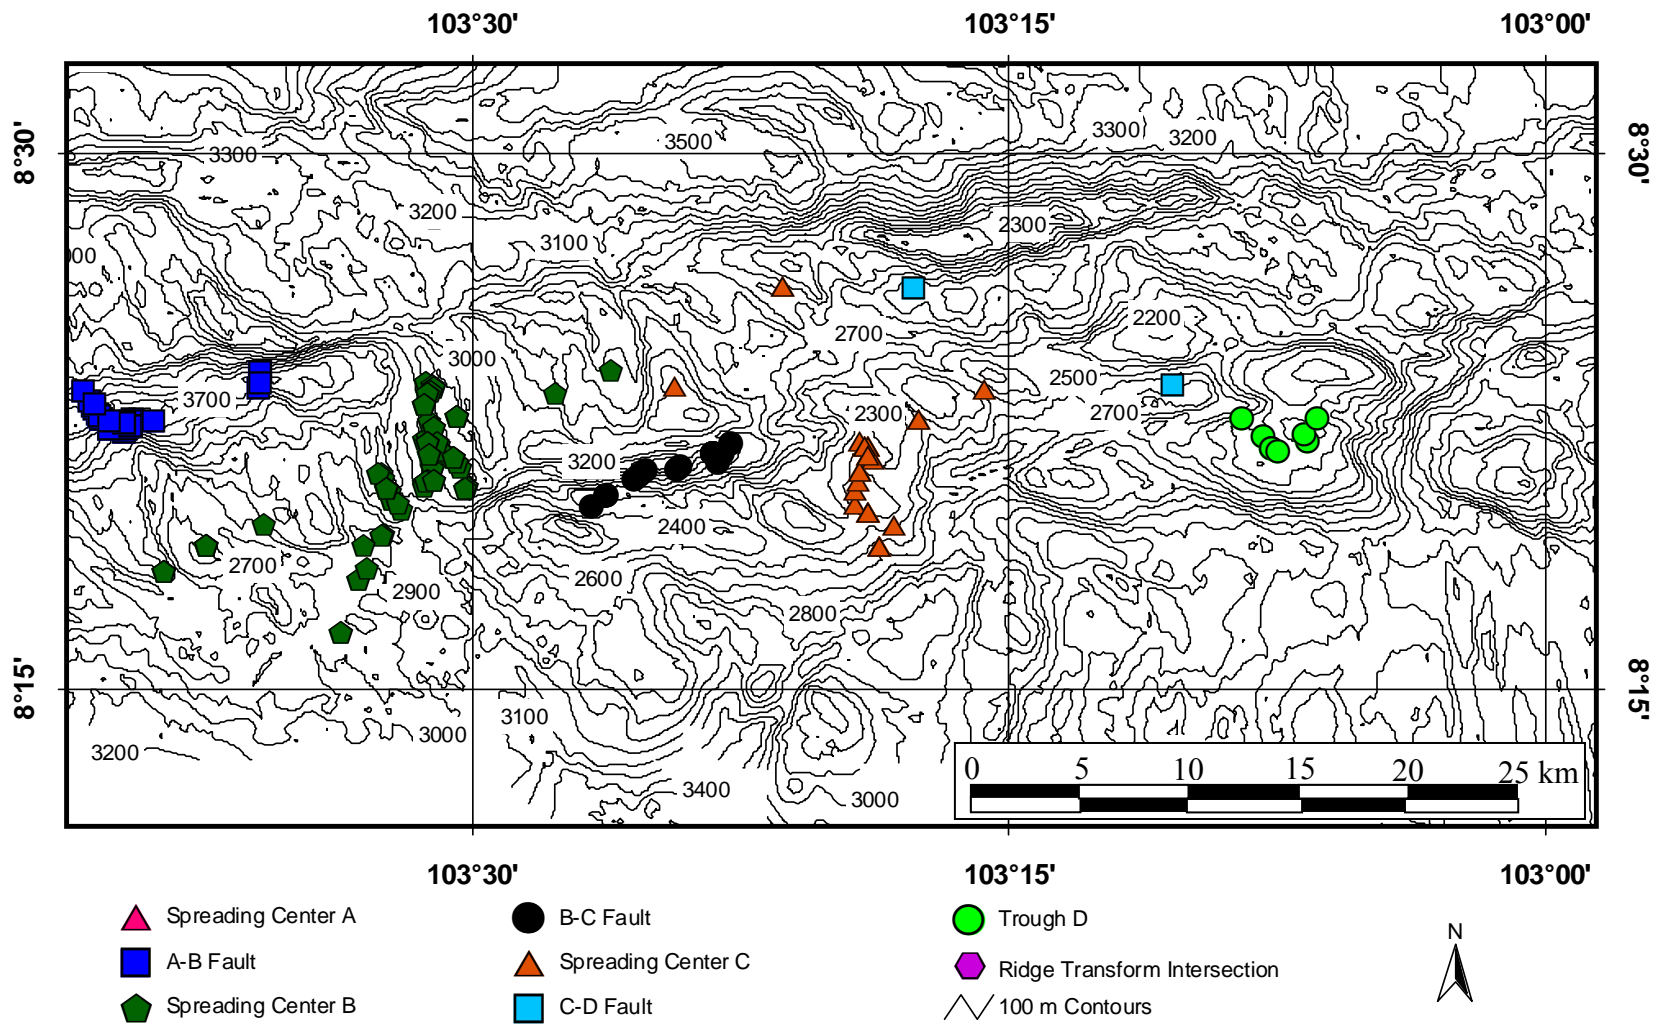 103°30' 103°15' 103°00'
8°30' 8°30'
3500 3300 3200
3300
3200
2300
3100
2200
2700
3000
2500
3700
2300 2700
3200
2400
2700 2600
2900
2800
8°15' 8°15'
3100
3000
3200
3400 3000
0 5 10 15 20 25 km
103°30' 103°15' 103°00'
Spreading Center A
A-B Fault
Spreading Center B
B-C Fault
Spreading Center C
C-D Fault
Trough D
Ridge Transform Intersection
100 m Contours
N